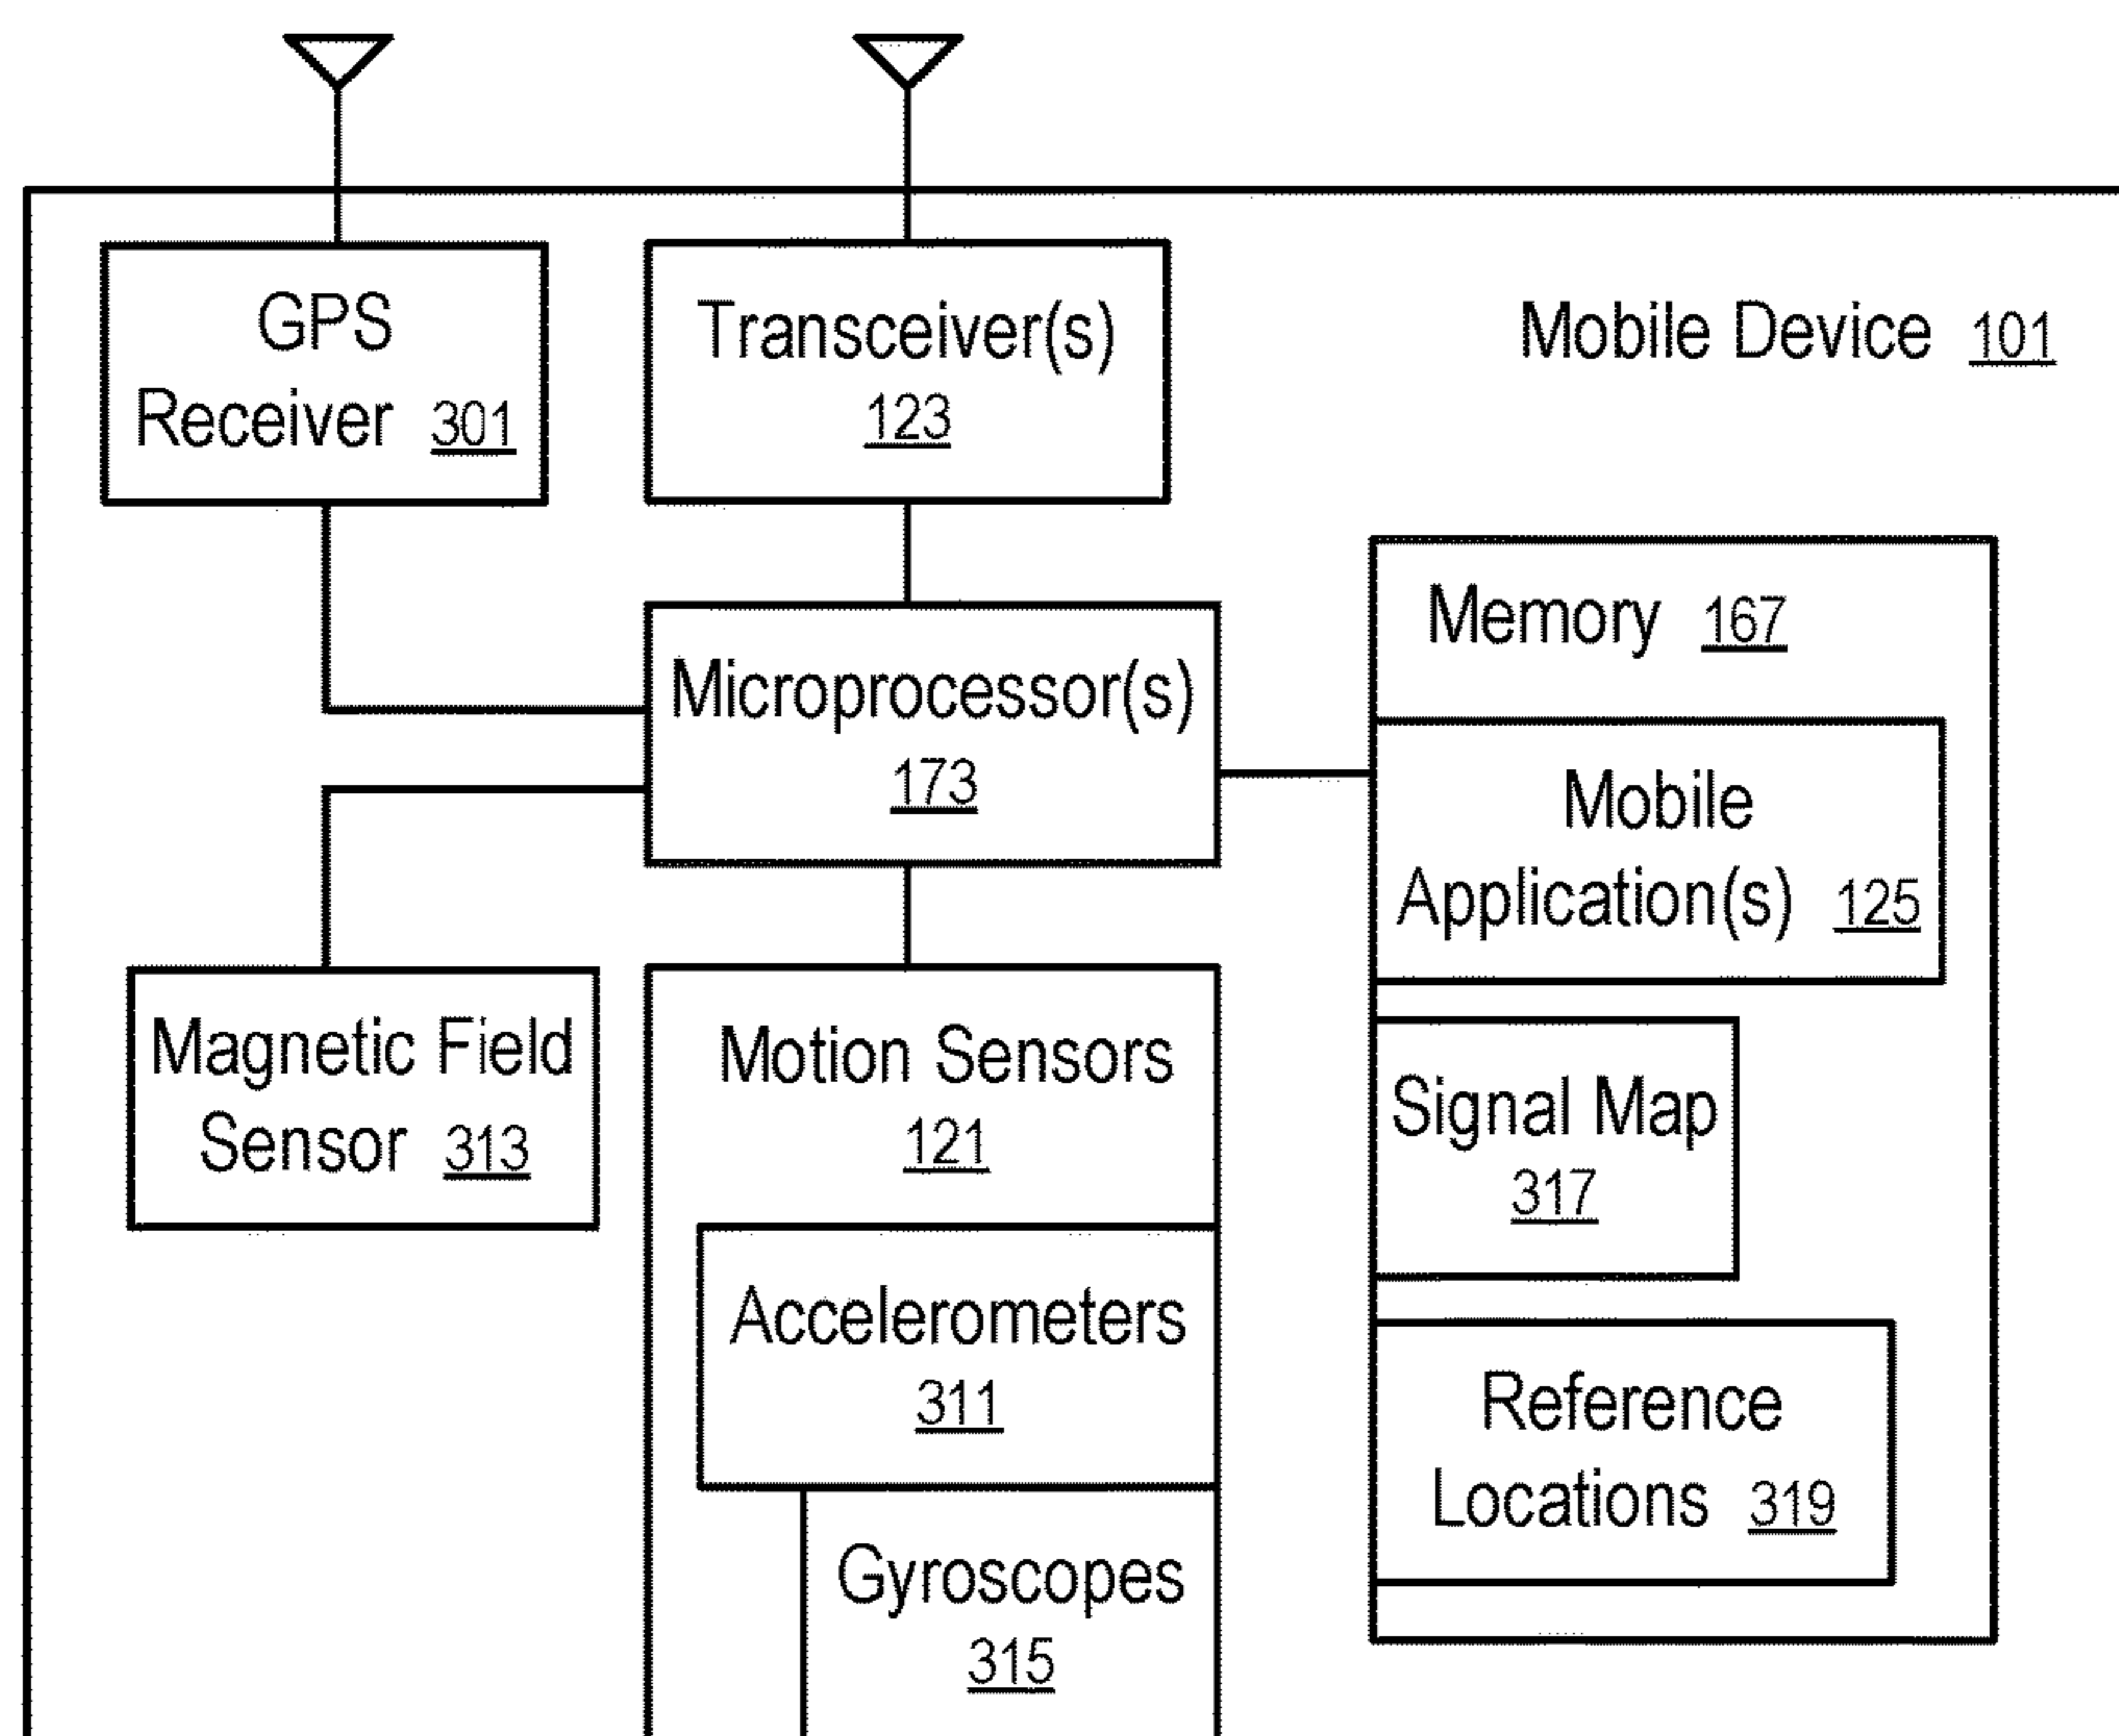 GPS
Receiver 301
Transceiver(s)
123
Mobile Device 101
Microprocessor(s)
173
Memory 167
Mobile
Application(s) 125
Magnetic Field
Sensor 313
Motion Sensors
121
Signal Map
317
Accelerometers
311
Reference
Locations 319
Gyroscopes
315